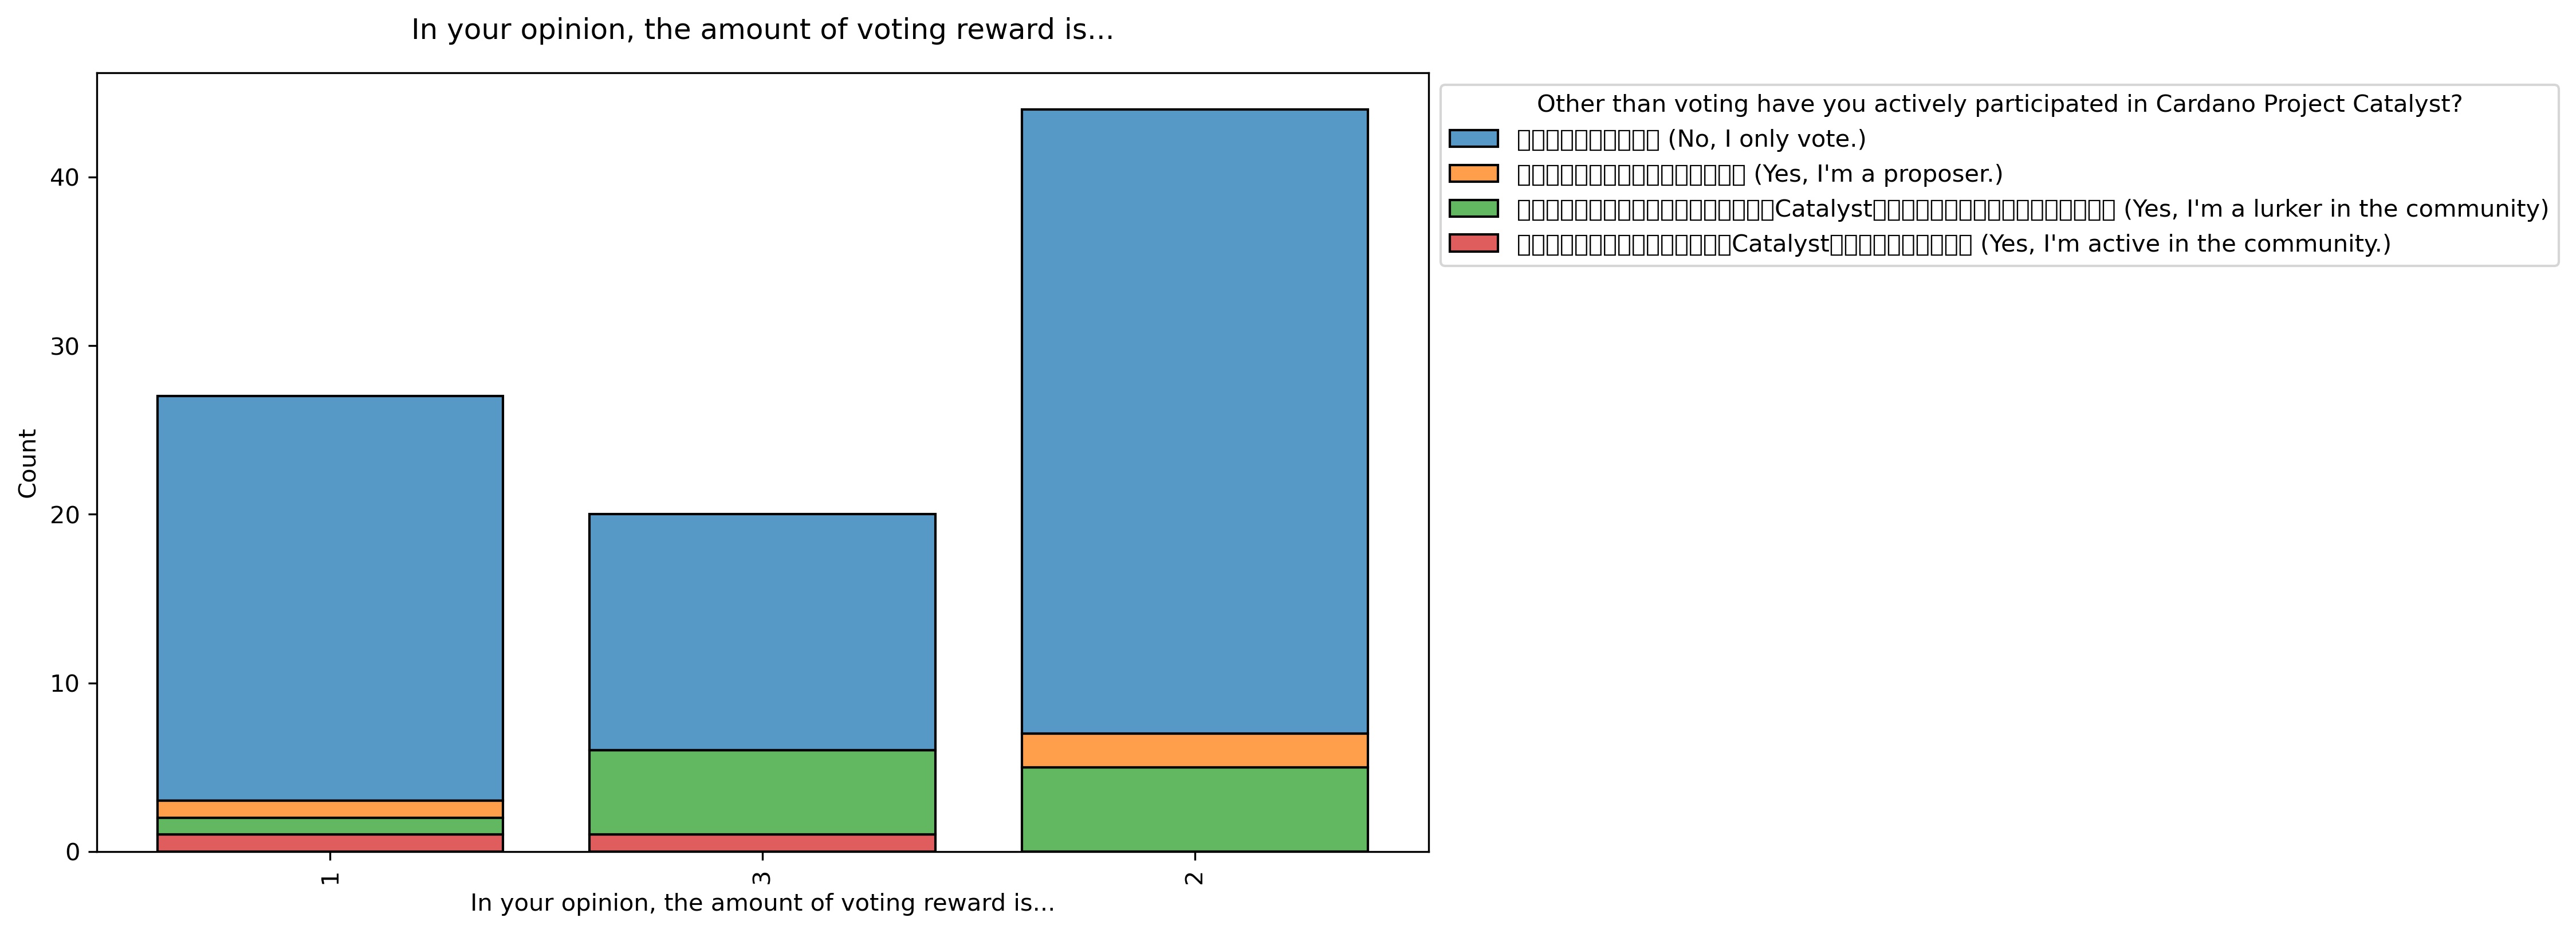 In your opinion, the amount of voting reward is...
Other than voting have you actively participated in Cardano Project Catalyst?
(No, I only vote.)
(Yes, I'm a proposer.)
Catalyst (Yes, I'm a lurker in the community)
Catalyst (Yes, I'm active in the community.)
Count
40
30
20
10
0
1
3
2
In your opinion, the amount of voting reward is...